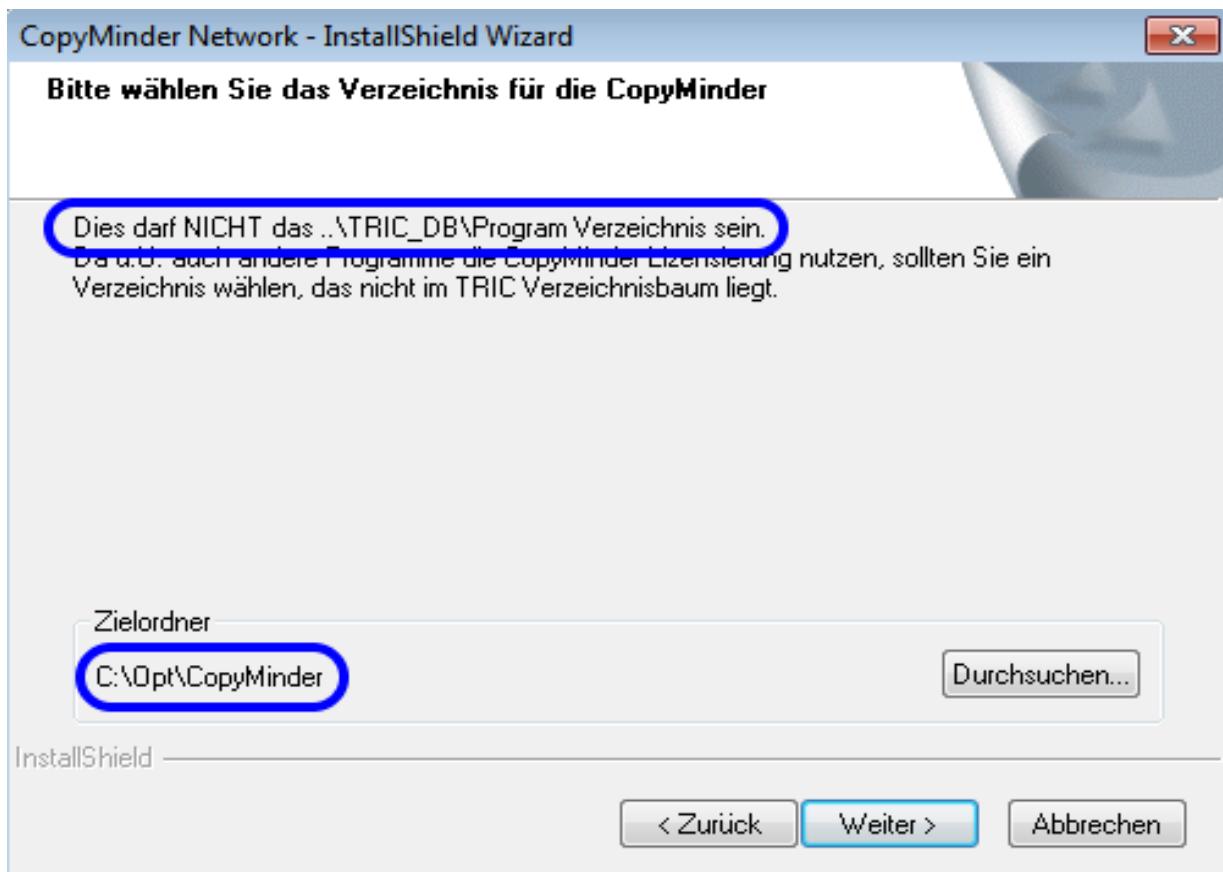 CopyMinder Network - InstallShield Wizard
Bitte wählen Sie das Verzeichnis für die CopyMinder
Dies darf NICHT das ..\TRIC_DB\Program Verzeichnis sein.
Da u.U. auch andere Programme die CopyMinder Lizensierung nutzen, sollten Sie ein
Verzeichnis wählen, das nicht im TRIC Verzeichnisbaum liegt.
Zielordner
C:\Opt\CopyMinder
Durchsuchen...
InstallShield
< Zurück
Weiter >
Abbrechen